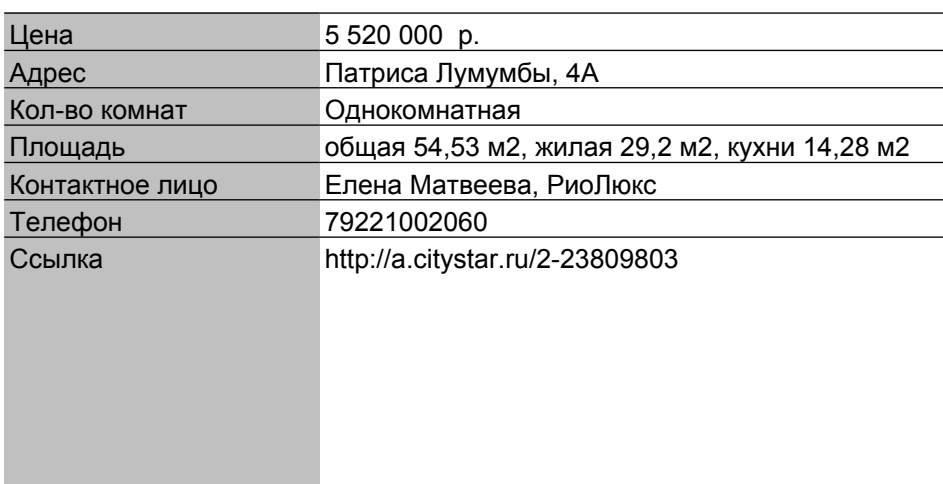 Цена 5 520 000 р.
Адрес Патриса Лумумбы, 4А
Кол-во комнат Однокомнатная
Площадь общая 54,53 м2, жилая 29,2 м2, кухни 14,28 м2
Контактное лицо Елена Матвеева, РиоЛюкс
Телефон 79221002060
Ссылка http://a.citystar.ru/2-23809803